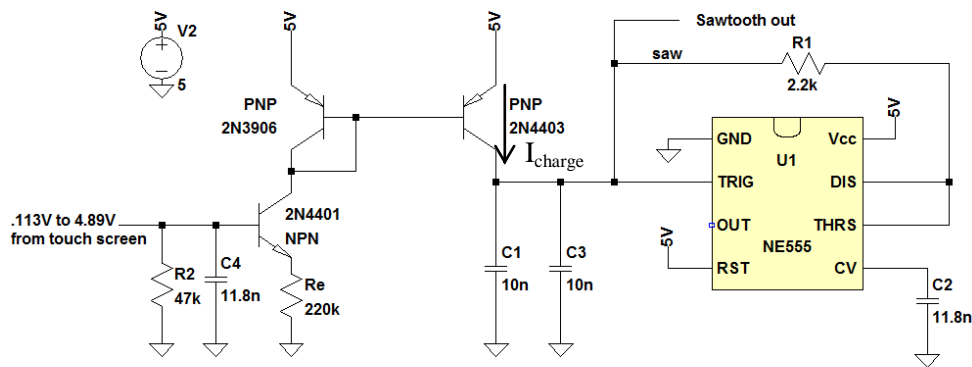 5V
V2
5
5V
5V
Sawtooth out
saw
R1
2.2k
PNP
2N3906
PNP
2N4403
Icharge
5V
GND
Vcc
U1
TRIG
DIS
OUT
THRS
NE555
RST
CV
5V
.113V to 4.89V
from touch screen
2N4401
NPN
R2
47k
C4
11.8n
Re
220k
C1
10n
C3
10n
C2
11.8n